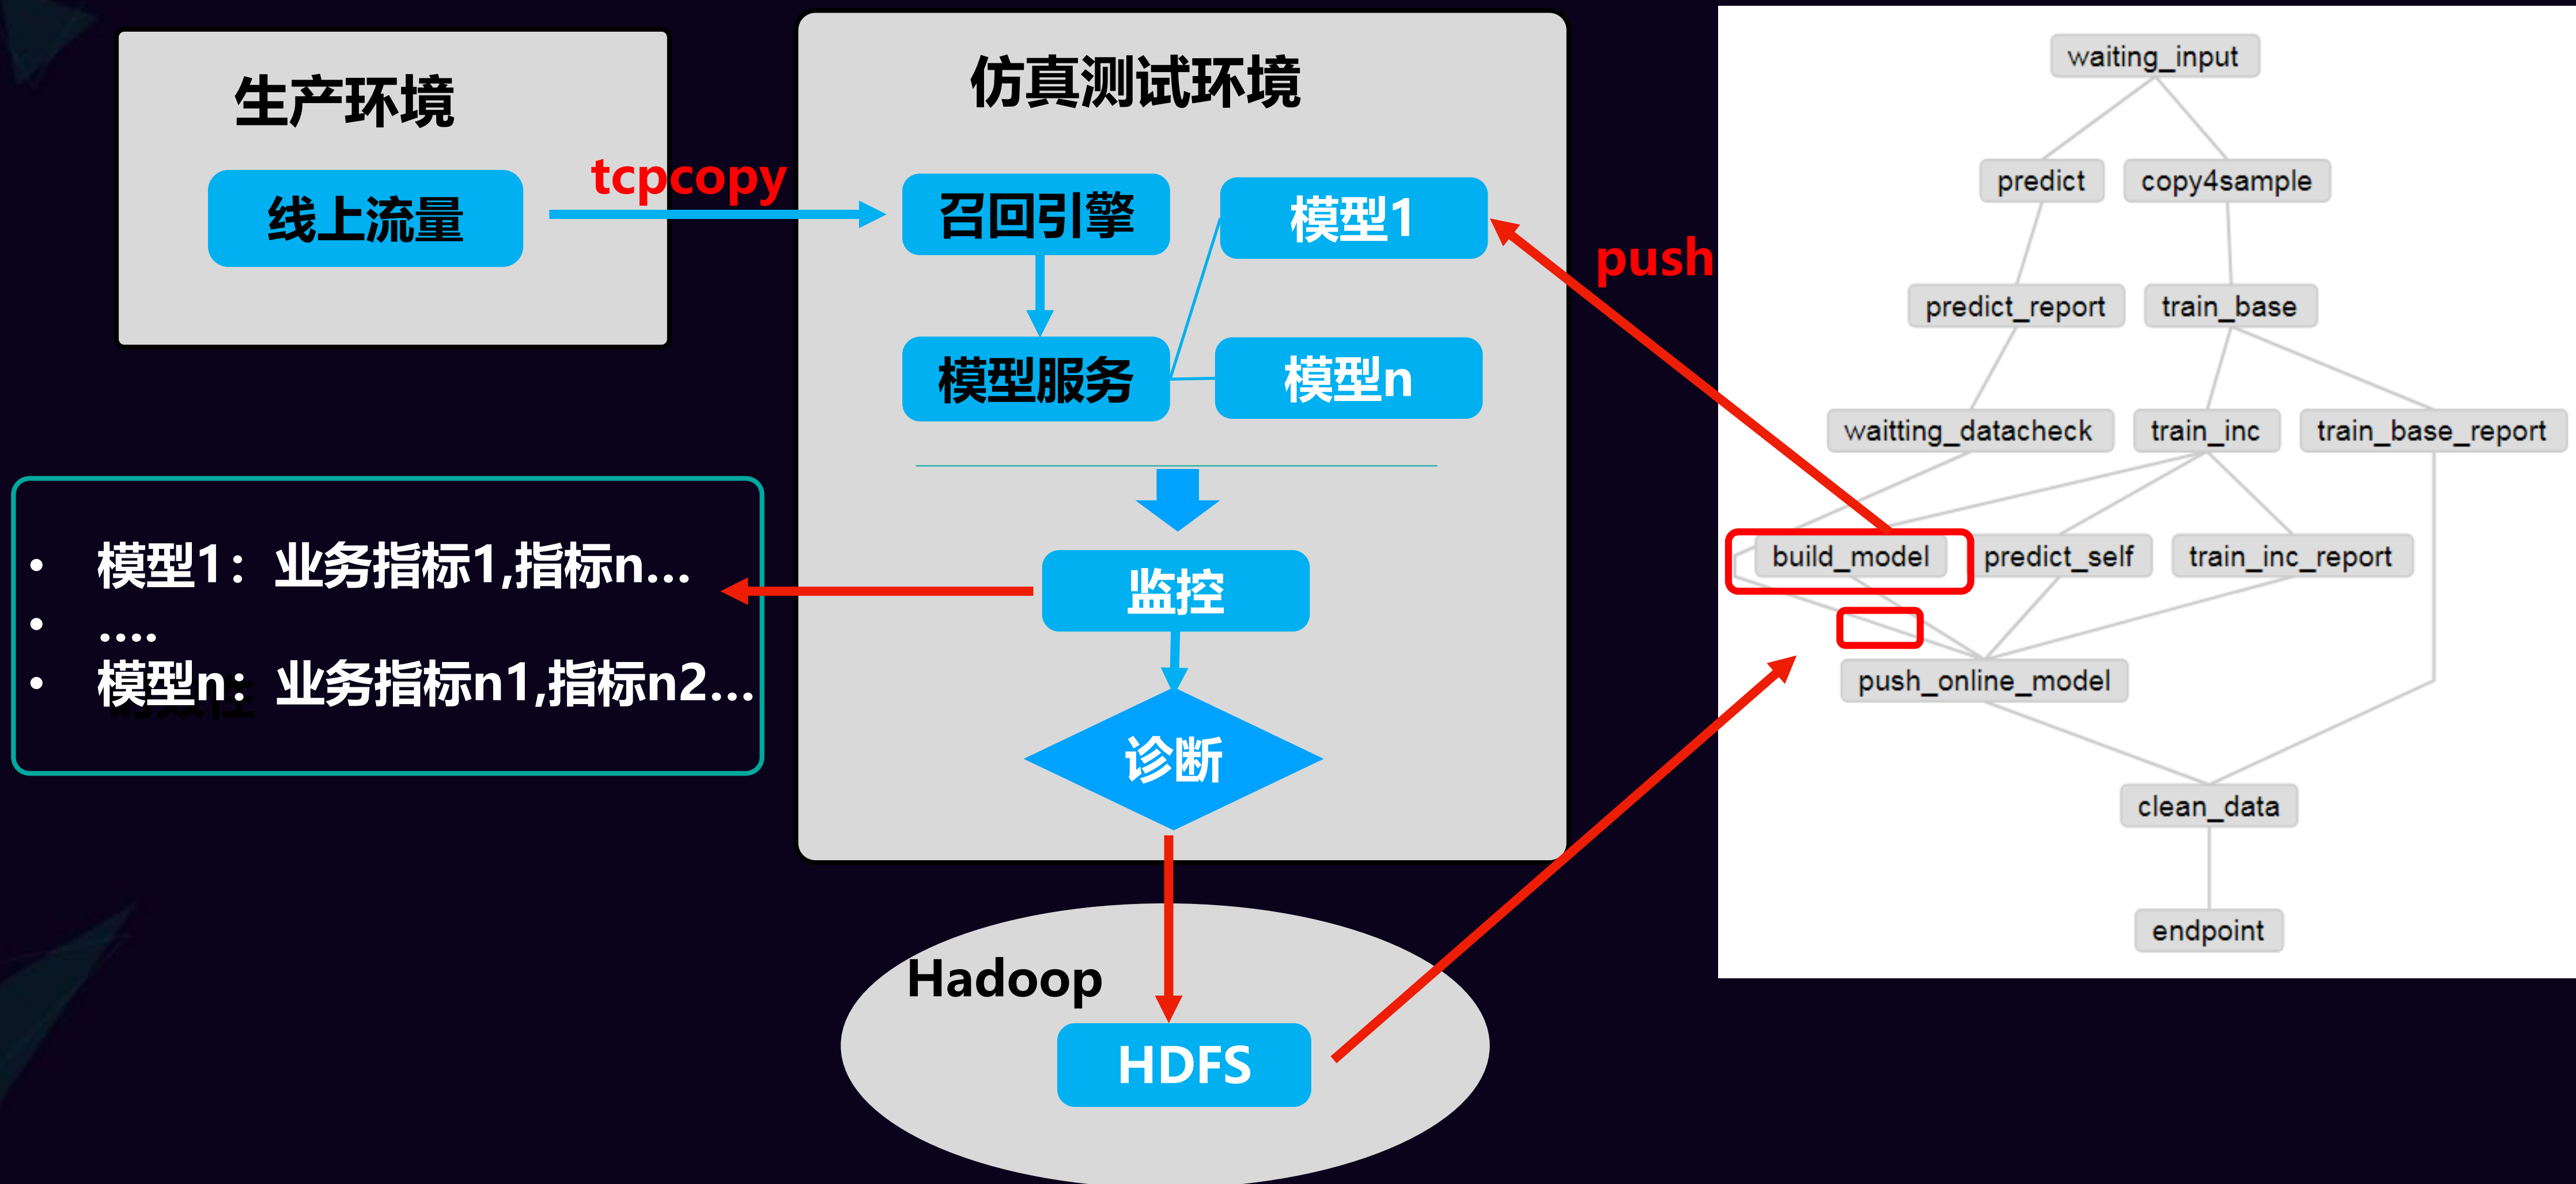 生产环境
线上流量
tcpcopy
仿真测试环境
召回引擎
模型1
模型服务
模型n
监控
诊断
push
• 模型1：业务指标1,指标n...
• ....
• 模型n：业务指标n1,指标n2...
Hadoop
HDFS
waiting_input
predict
copy4sample
predict_report
train_base
waitting_datacheck
train_inc
train_base_report
build_model
predict_self
train_inc_report
push_online_model
clean_data
endpoint